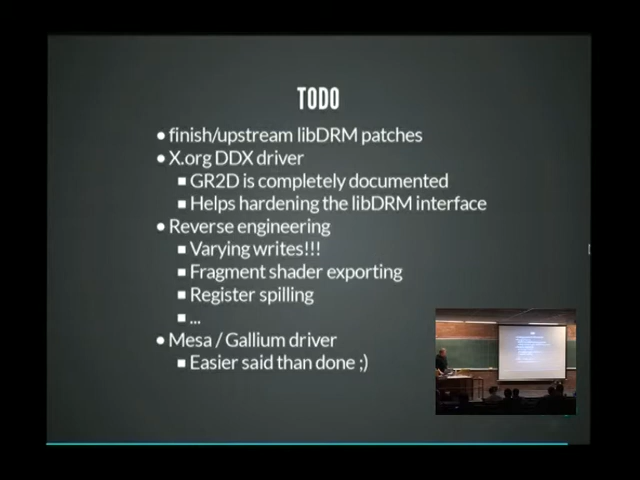 TODO
• finish/upstream libDRM patches
• X.org DDX driver
▪ GR2D is completely documented
▪ Helps hardening the libDRM interface
• Reverse engineering
▪ Varying writes!!!
▪ Fragment shader exporting
▪ Register spilling
▪ ...
• Mesa / Gallium driver
▪ Easier said than done ;)